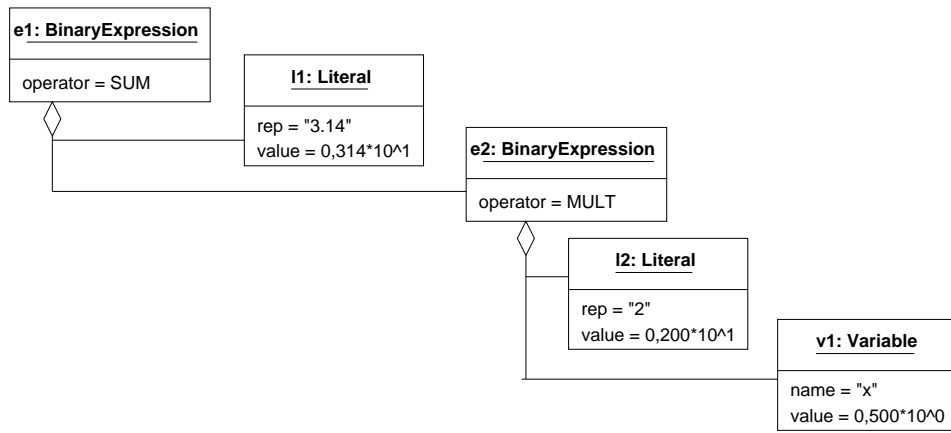 e1: BinaryExpression
operator = SUM
l1: Literal
rep = "3.14"
value = 0,314*10^1
e2: BinaryExpression
operator = MULT
l2: Literal
rep = "2"
value = 0,200*10^1
v1: Variable
name = "x"
value = 0,500*10^0